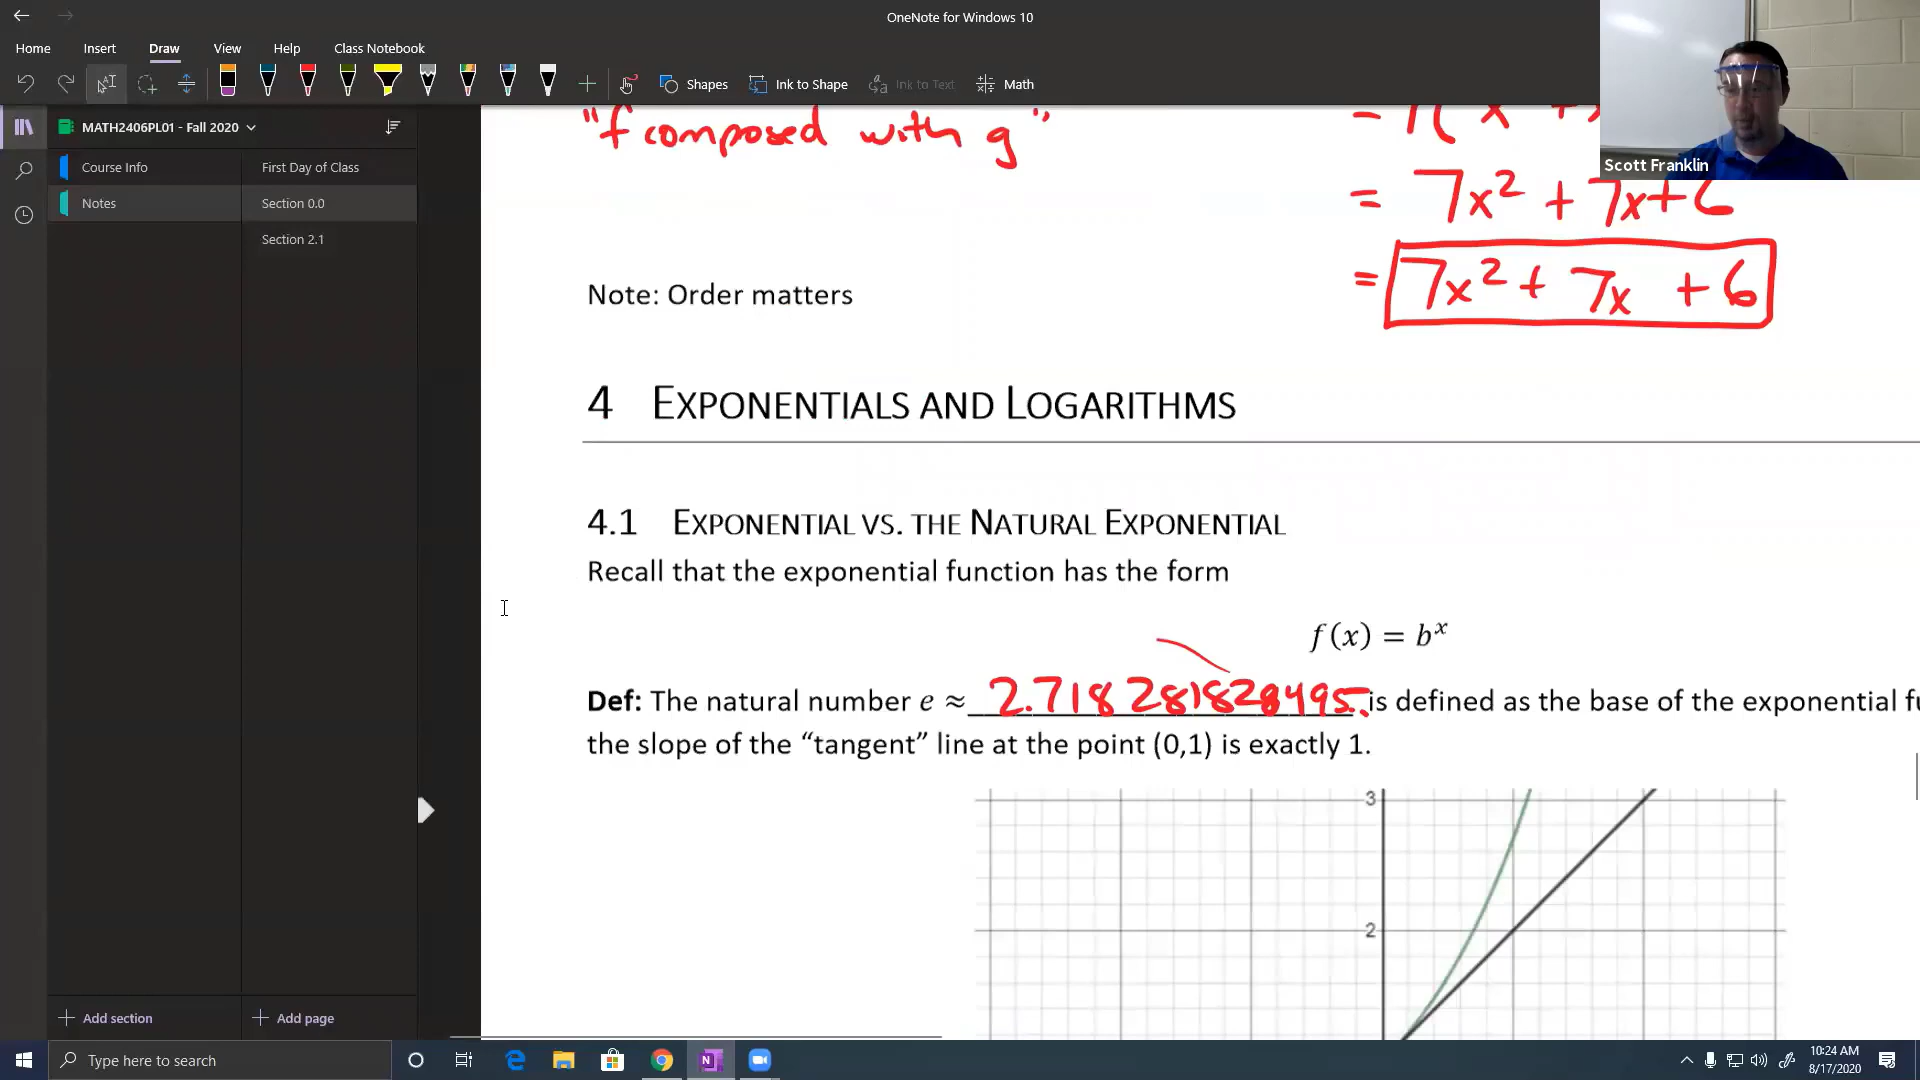 OneNote for Windows 10
Home Insert Draw View Help Class Notebook
Shapes Ink to Shape Ink to Text Math
MATH2406PL01 - Fall 2020
Course Info
Notes
First Day of Class
Section 0.0
Section 2.1
Scott Franklin
"f composed with g"
= 7x² + 7x+6
= 7x² + 7x + 6
Note: Order matters
4 EXPONENTIALS AND LOGARITHMS
4.1 EXPONENTIAL VS. THE NATURAL EXPONENTIAL
Recall that the exponential function has the form
f(x) = bˣ
Def: The natural number e ≈ 2.718281828495.. is defined as the base of the exponential f
the slope of the “tangent” line at the point (0,1) is exactly 1.
3
2
Add section
Add page
Type here to search
10:24 AM
8/17/2020